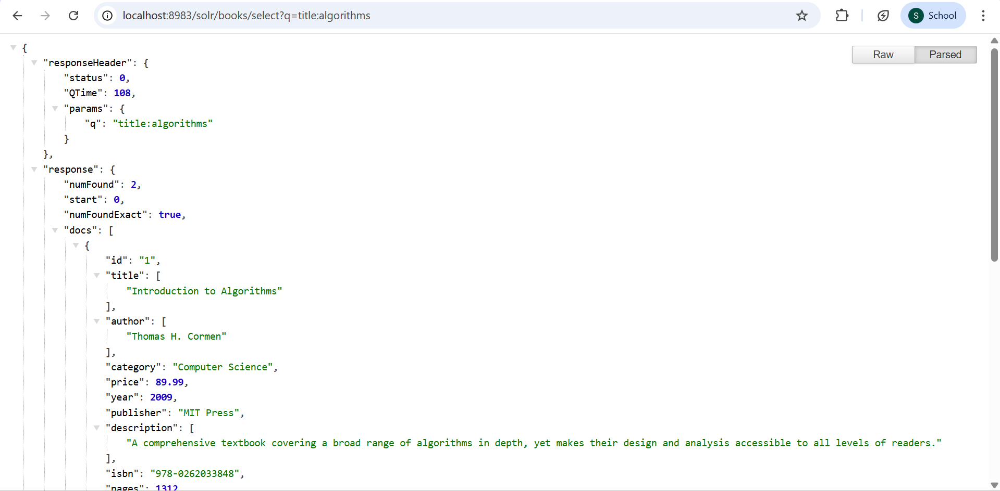 localhost:8983/solr/books/select?q=title:algorithms
S School
Raw Parsed
{
"responseHeader": {
"status": 0,
"QTime": 108,
"params": {
"q": "title:algorithms"
}
},
"response": {
"numFound": 2,
"start": 0,
"numFoundExact": true,
"docs": [
{
"id": "1",
"title": [
"Introduction to Algorithms"
],
"author": [
"Thomas H. Cormen"
],
"category": "Computer Science",
"price": 89.99,
"year": 2009,
"publisher": "MIT Press",
"description": [
"A comprehensive textbook covering a broad range of algorithms in depth, yet makes their design and analysis accessible to all levels of readers."
],
"isbn": "978-0262033848",
"pages": 1312